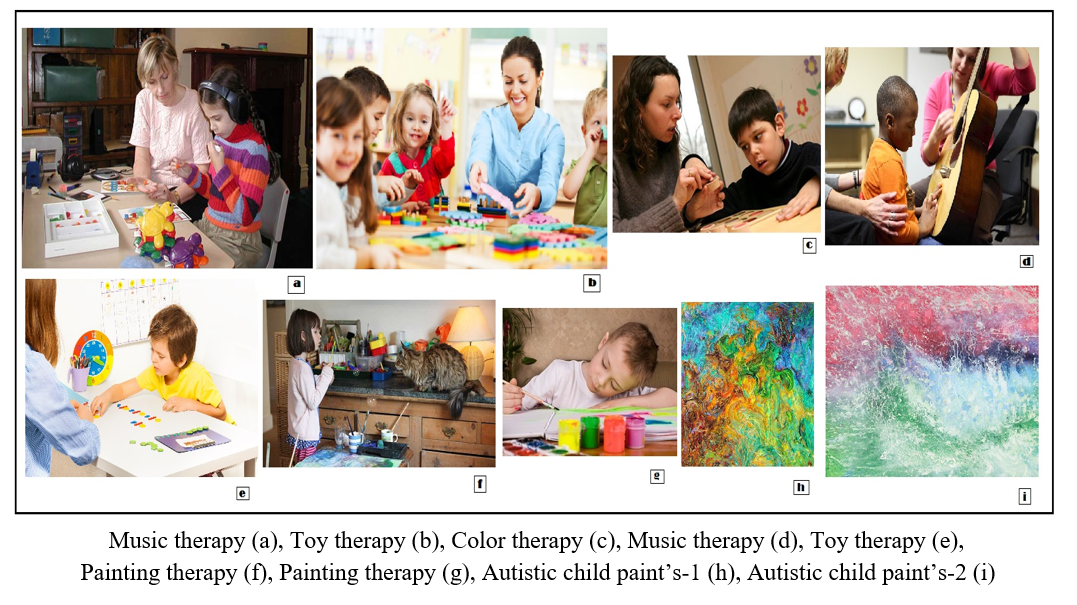 a
b
c
d
e
f
g
h
i
Music therapy (a), Toy therapy (b), Color therapy (c), Music therapy (d), Toy therapy (e),
Painting therapy (f), Painting therapy (g), Autistic child paint’s-1 (h), Autistic child paint’s-2 (i)